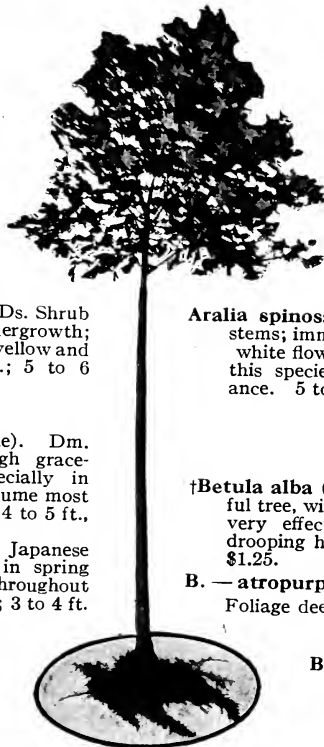 Ds. Shrub
ergrowth;
yellow and
.; 5 to 6
e). Dm.
gh grace-
ecially in
ume most
4 to 5 ft.,
Japanese
in spring
hroughout
; 3 to 4 ft.
Aralia spinos
stems; imm
white flow
this specie
ance. 5 to
†Betula alba (
ful tree, wi
very effec
drooping h
$1.25.
B. — atropurp
Foliage dee
B